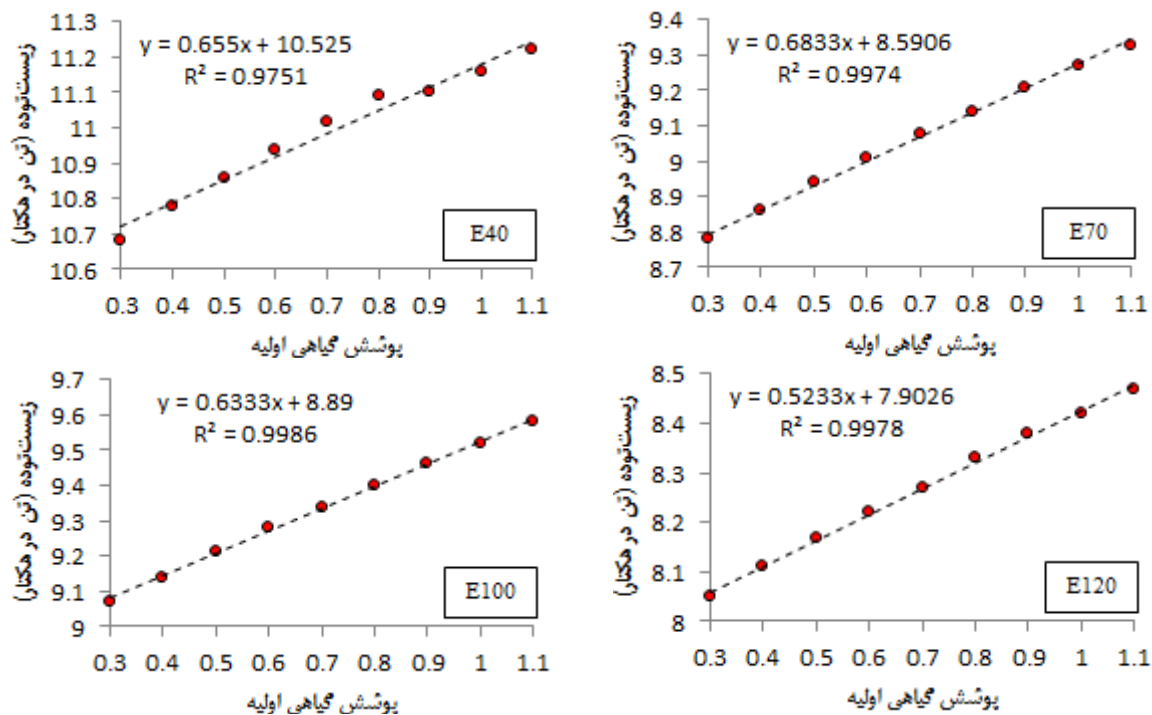 زیست‌توده (تن در هکتار)
11.3
11.2
11.1
11
10.9
10.8
10.7
10.6
y = 0.655x + 10.525
R² = 0.9751
E40
0.3 0.4 0.5 0.6 0.7 0.8 0.9 1 1.1
پوشش گیاهی اولیه
زیست‌توده (تن در هکتار)
9.4
9.3
9.2
9.1
9
8.9
8.8
8.7
y = 0.6833x + 8.5906
R² = 0.9974
E70
0.3 0.4 0.5 0.6 0.7 0.8 0.9 1 1.1
پوشش گیاهی اولیه
زیست‌توده (تن در هکتار)
9.7
9.6
9.5
9.4
9.3
9.2
9.1
9
y = 0.6333x + 8.89
R² = 0.9986
E100
0.3 0.4 0.5 0.6 0.7 0.8 0.9 1 1.1
پوشش گیاهی اولیه
زیست‌توده (تن در هکتار)
8.5
8.4
8.3
8.2
8.1
8
y = 0.5233x + 7.9026
R² = 0.9978
E120
0.3 0.4 0.5 0.6 0.7 0.8 0.9 1 1.1
پوشش گیاهی اولیه